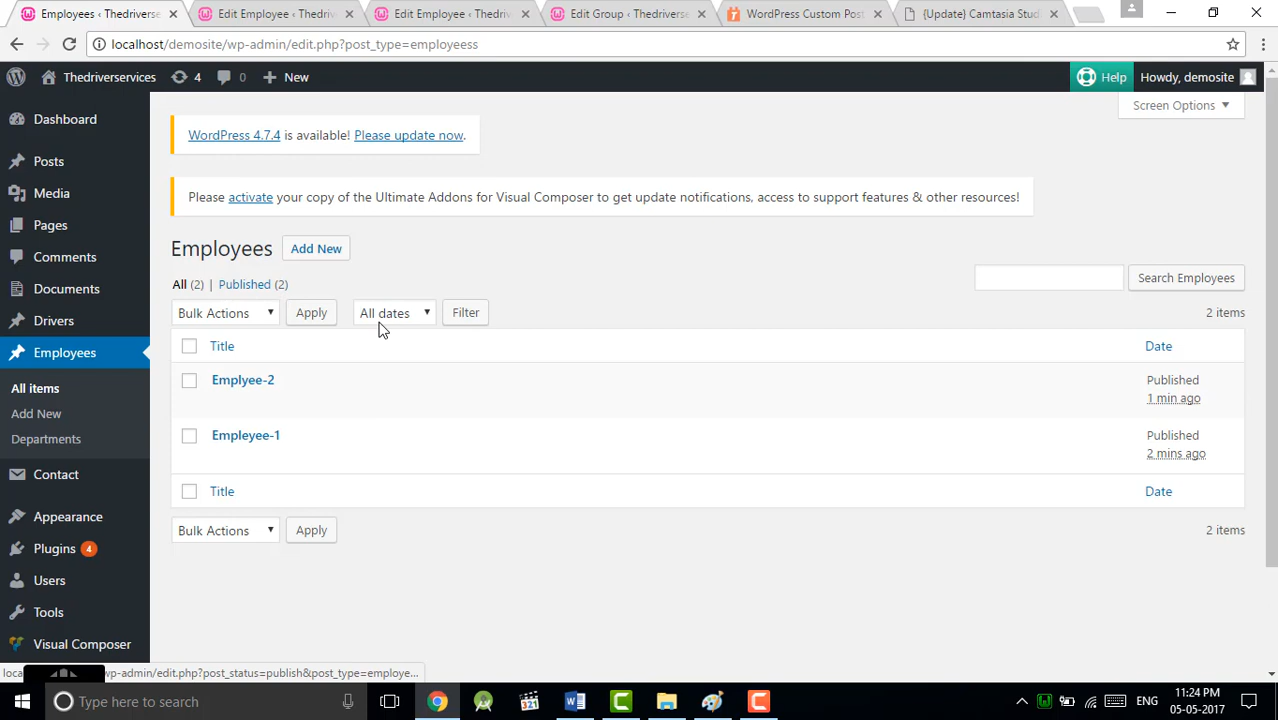 Employees ‹ Thedriverse
Edit Employee ‹ Thedriv
Edit Employee ‹ Thedriv
Edit Group ‹ Thedriverse
WordPress Custom Post
{Update} Camtasia Stud
localhost/demosite/wp-admin/edit.php?post_type=employeess
Thedriverservices 4 0 New
Help
Howdy, demosite
Screen Options
WordPress 4.7.4 is available! Please update now.
Please activate your copy of the Ultimate Addons for Visual Composer to get update notifications, access to support features & other resources!
Dashboard
Posts
Media
Pages
Comments
Documents
Drivers
Employees
All items
Add New
Departments
Contact
Appearance
Plugins 4
Users
Tools
Visual Composer
Employees Add New
All (2) | Published (2)
Search Employees
Bulk Actions Apply All dates Filter 2 items
Title Date
Emplyee-2 Published
1 min ago
Empleyee-1 Published
2 mins ago
Title Date
Bulk Actions Apply 2 items
wp-admin/edit.php?post_status=publish&post_type=employe...
Type here to search
ENG
11:24 PM
05-05-2017